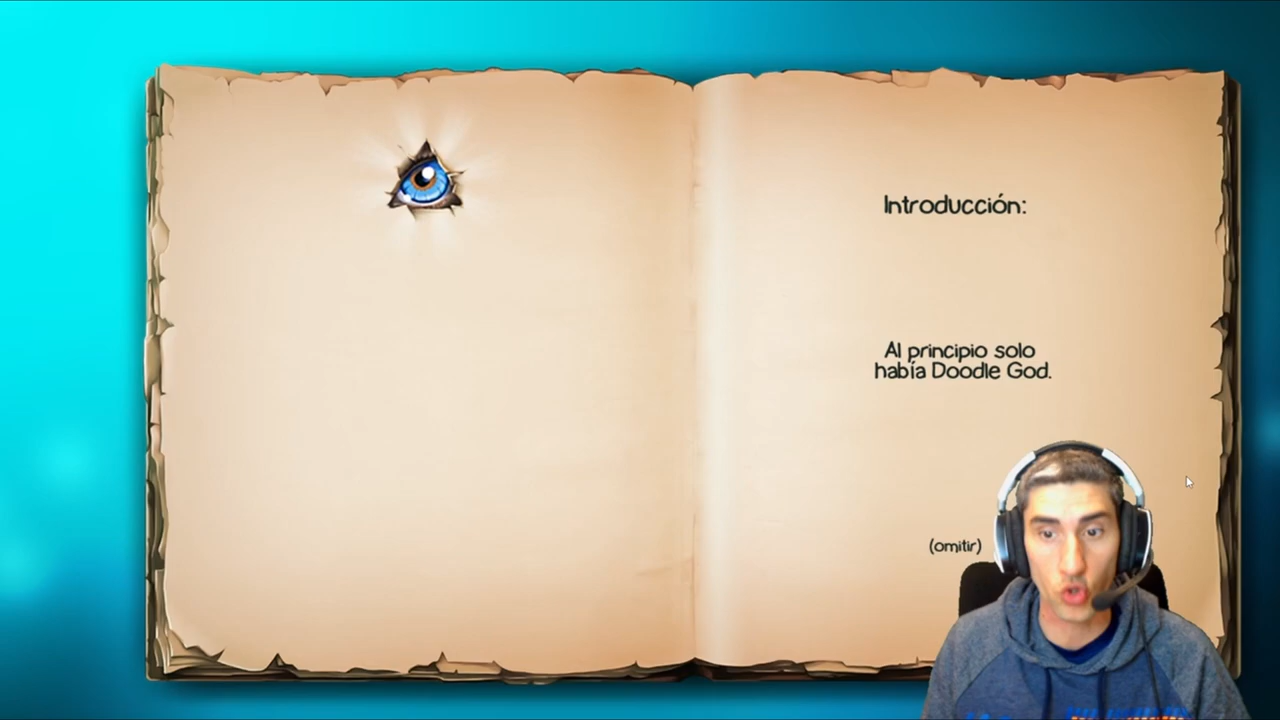 Introducción:
Al principio solo
había Doodle God.
(omitir)